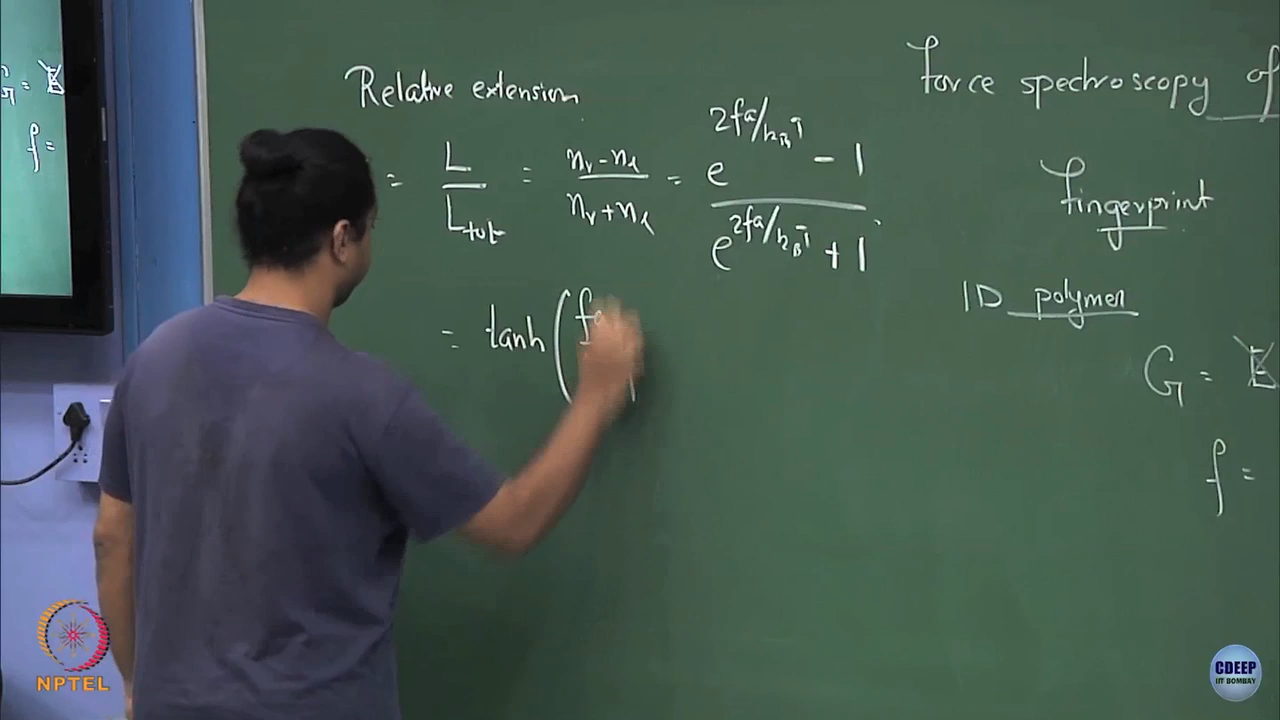 Relative extension
= L/L_tot = (n_r - n_l)/(n_r + n_l) = (e^{2fa/k_BT} - 1)/(e^{2fa/k_BT} + 1)
= tanh (fa
Force spectroscopy of
Fingerprint
1D polymer
G =
f =
G =
f =
NPTEL
CDEEP
IIT BOMBAY